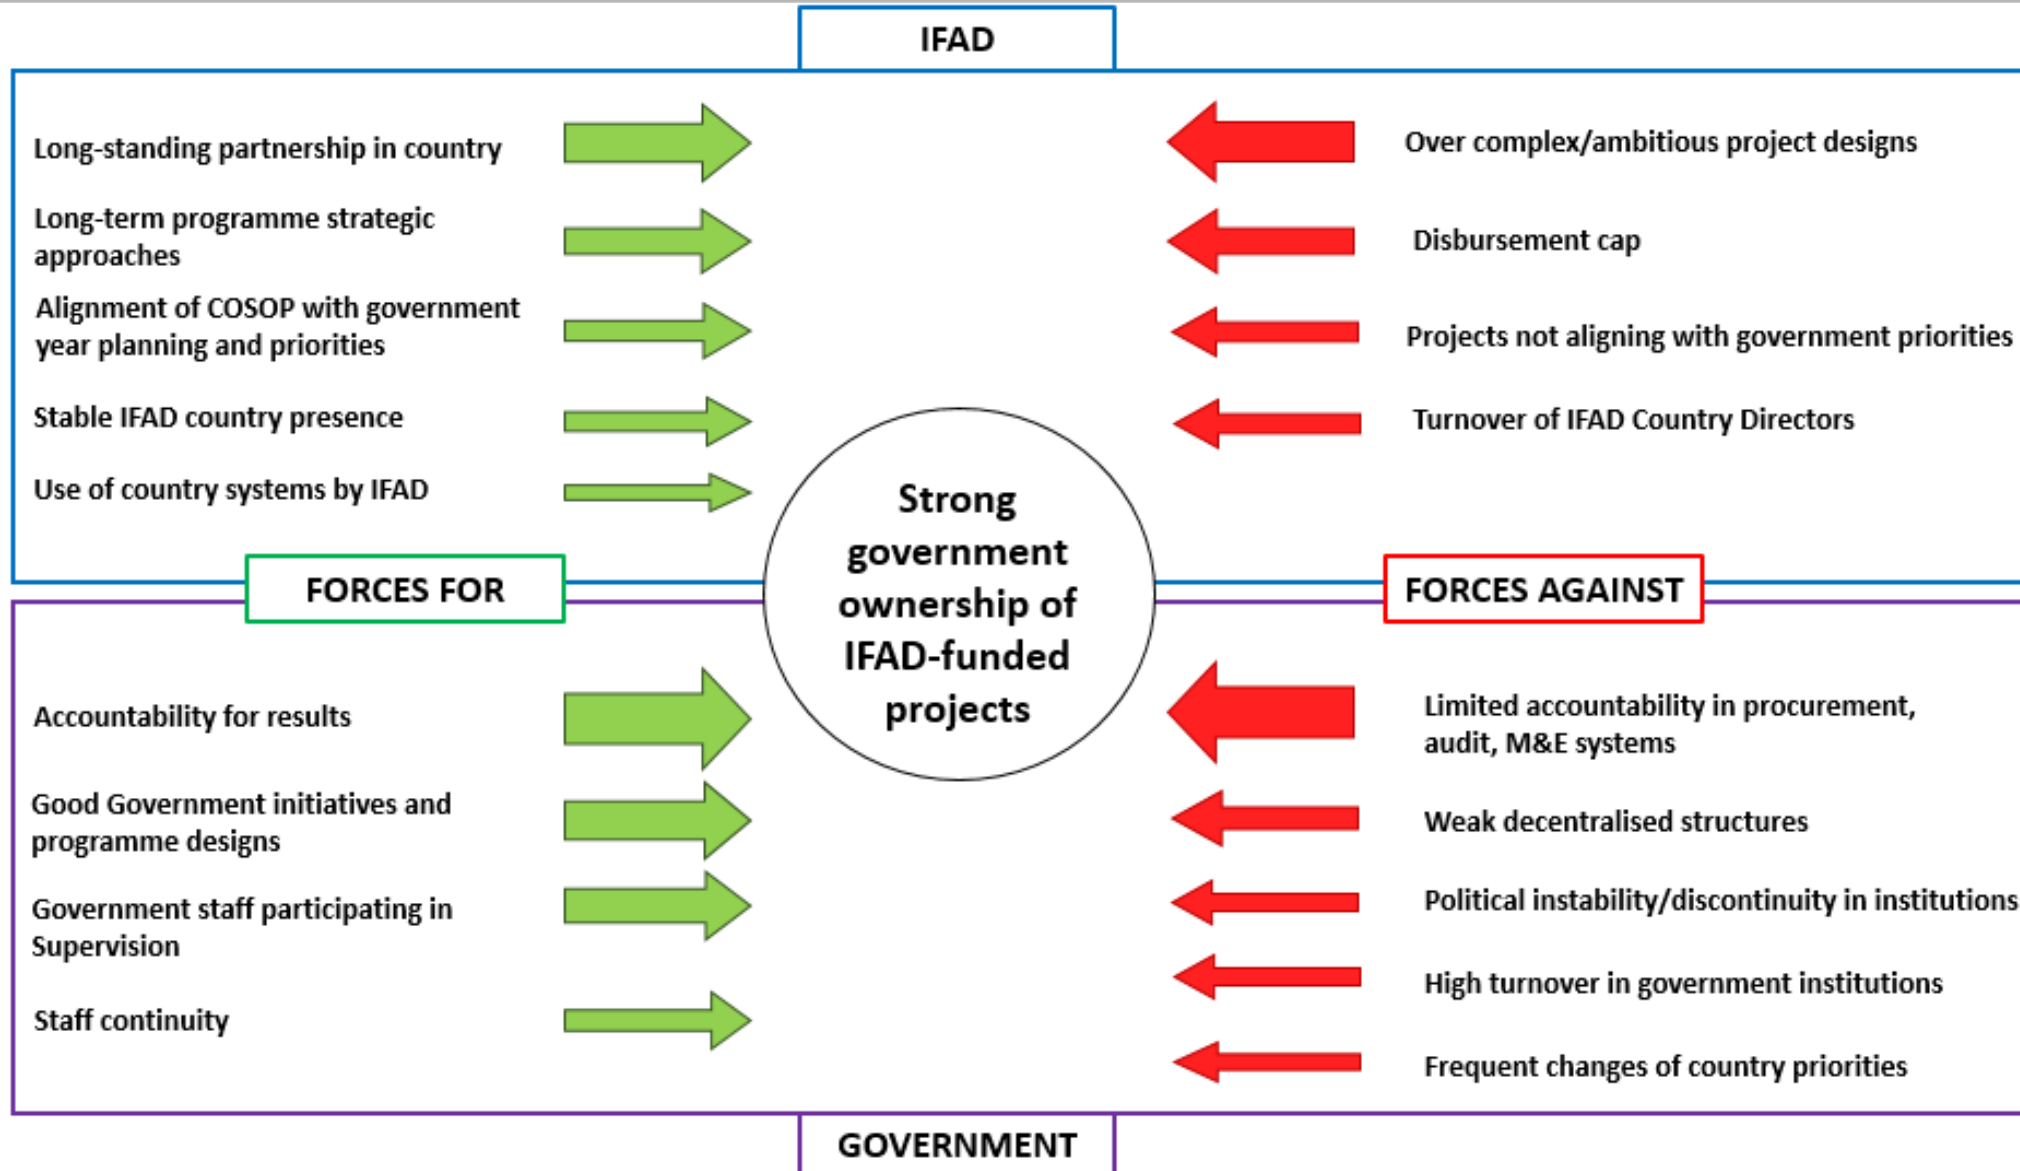 IFAD
Long-standing partnership in country
Long-term programme strategic
approaches
Alignment of COSOP with government
year planning and priorities
Stable IFAD country presence
Use of country systems by IFAD
Over complex/ambitious project designs
Disbursement cap
Projects not aligning with government priorities
Turnover of IFAD Country Directors
FORCES FOR
Strong
government
ownership of
IFAD-funded
projects
FORCES AGAINST
Accountability for results
Good Government initiatives and
programme designs
Government staff participating in
Supervision
Staff continuity
Limited accountability in procurement,
audit, M&E systems
Weak decentralised structures
Political instability/discontinuity in institutions
High turnover in government institutions
Frequent changes of country priorities
GOVERNMENT